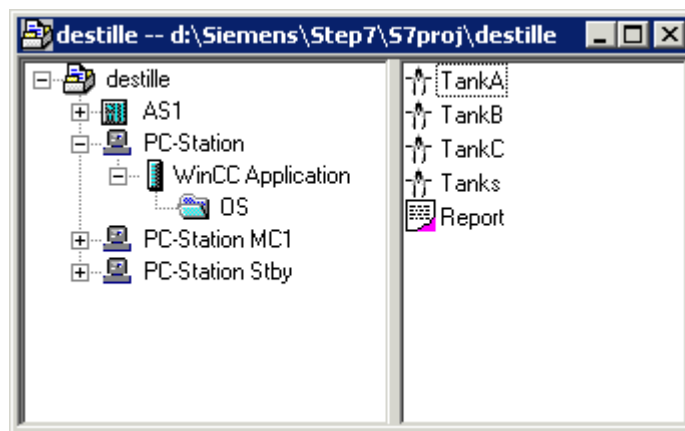 destille -- d:\Siemens\Step7\S7proj\destille
destille
AS1
PC-Station
WinCC Application
OS
PC-Station MC1
PC-Station Stby
TankA
TankB
TankC
Tanks
Report